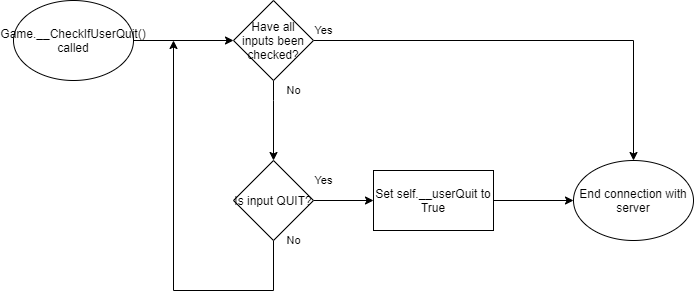 Game.__CheckIfUserQuit()
called
Have all
inputs been
checked?
Yes
No
Is input QUIT?
Yes
No
Set self.__userQuit to
True
End connection with
server